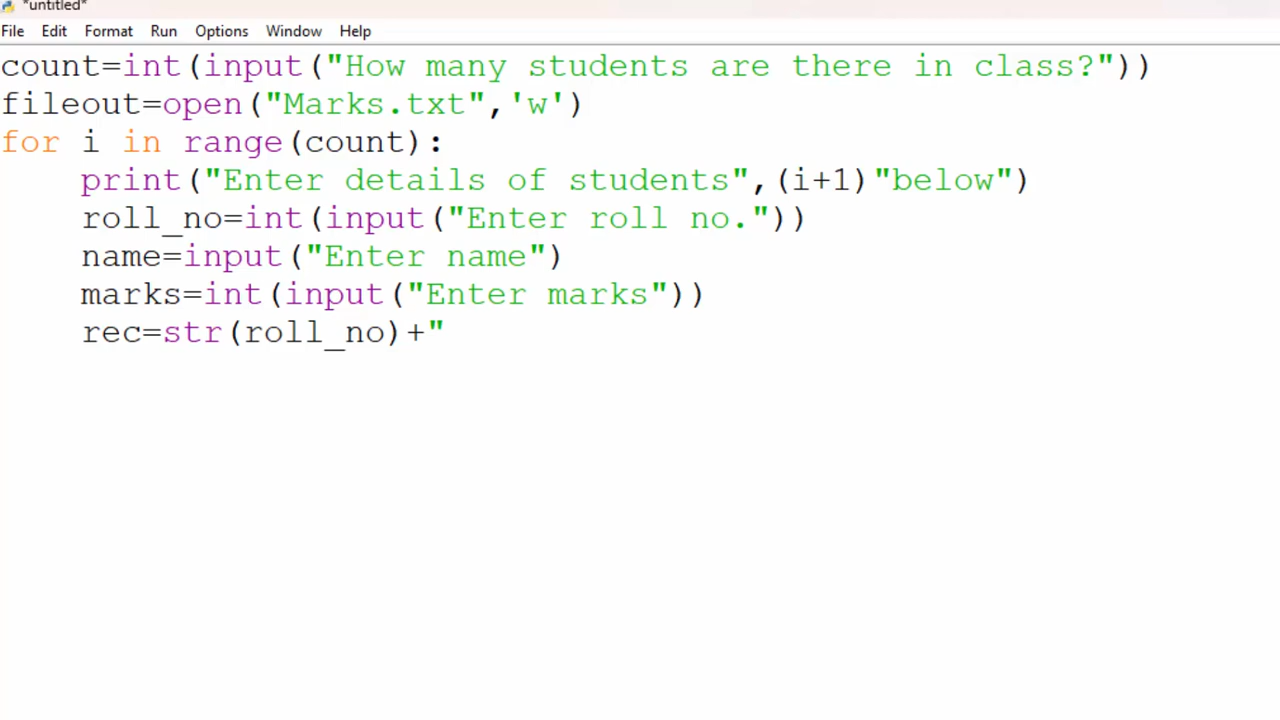 *untitled*
File Edit Format Run Options Window Help
count=int(input("How many students are there in class?"))
fileout=open("Marks.txt",'w')
for i in range(count):
    print("Enter details of students",(i+1)"below")
    roll_no=int(input("Enter roll no."))
    name=input("Enter name")
    marks=int(input("Enter marks"))
    rec=str(roll_no)+"